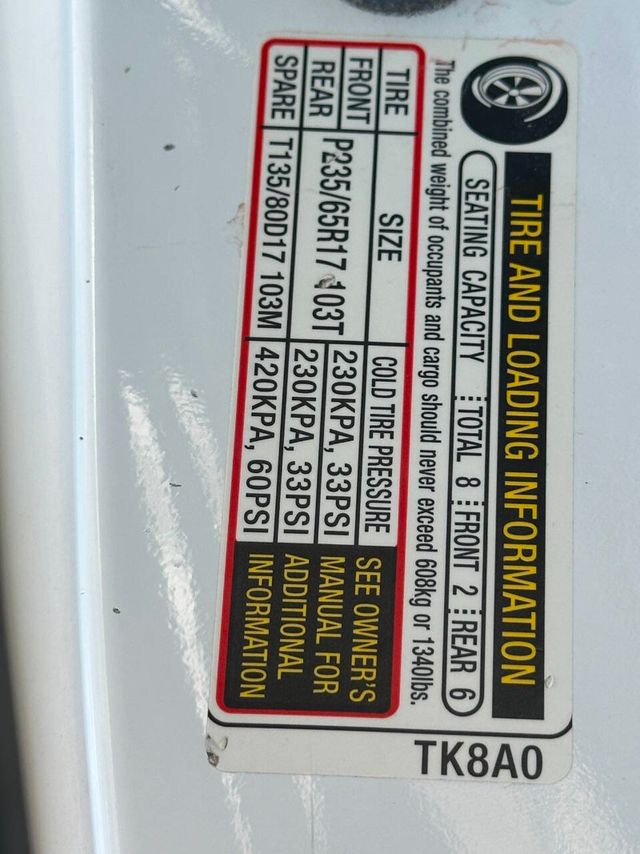 TIRE AND LOADING INFORMATION
SEATING CAPACITY TOTAL 8 FRONT 2 REAR 6
The combined weight of occupants and cargo should never exceed 608kg or 1340lbs.
TIRE SIZE COLD TIRE PRESSURE
FRONT P235/65R17 103T 230KPA, 33PSI
REAR 230KPA, 33PSI
SPARE T135/80D17 103M 420KPA, 60PSI
SEE OWNER'S
MANUAL FOR
ADDITIONAL
INFORMATION
TK8A0